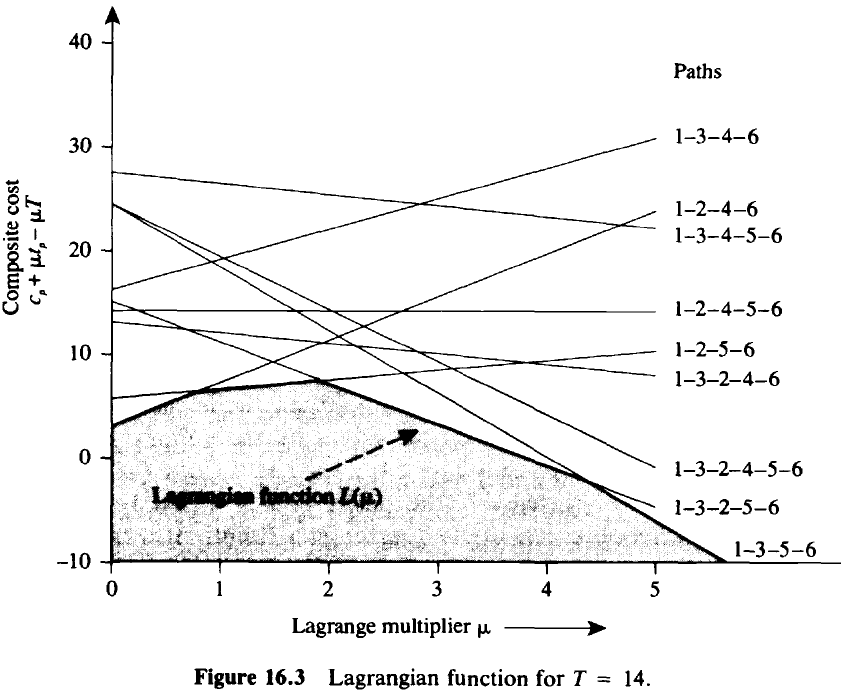 40
Paths
1–3–4–6
30
1–2–4–6
1–3–4–5–6
20
Composite cost
c_p + μt_p – μT
1–2–4–5–6
1–2–5–6
10
1–3–2–4–6
0
1–3–2–4–5–6
Lagrangian function L(μ)
1–3–2–5–6
1–3–5–6
–10
0 1 2 3 4 5
Lagrange multiplier μ
Figure 16.3 Lagrangian function for T = 14.